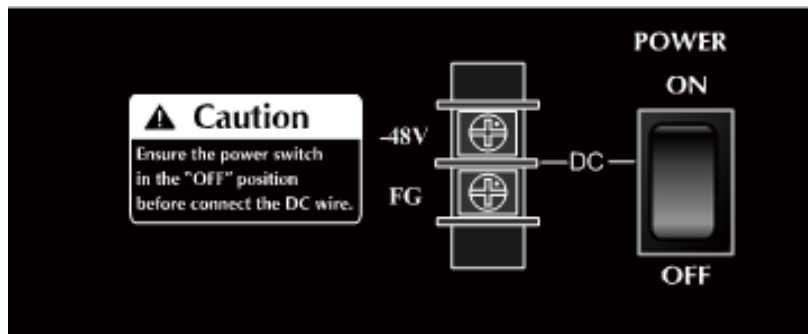 POWER
ON
Caution
Ensure the power switch
in the "OFF" position
before connect the DC wire.
-48V
FG
DC
OFF